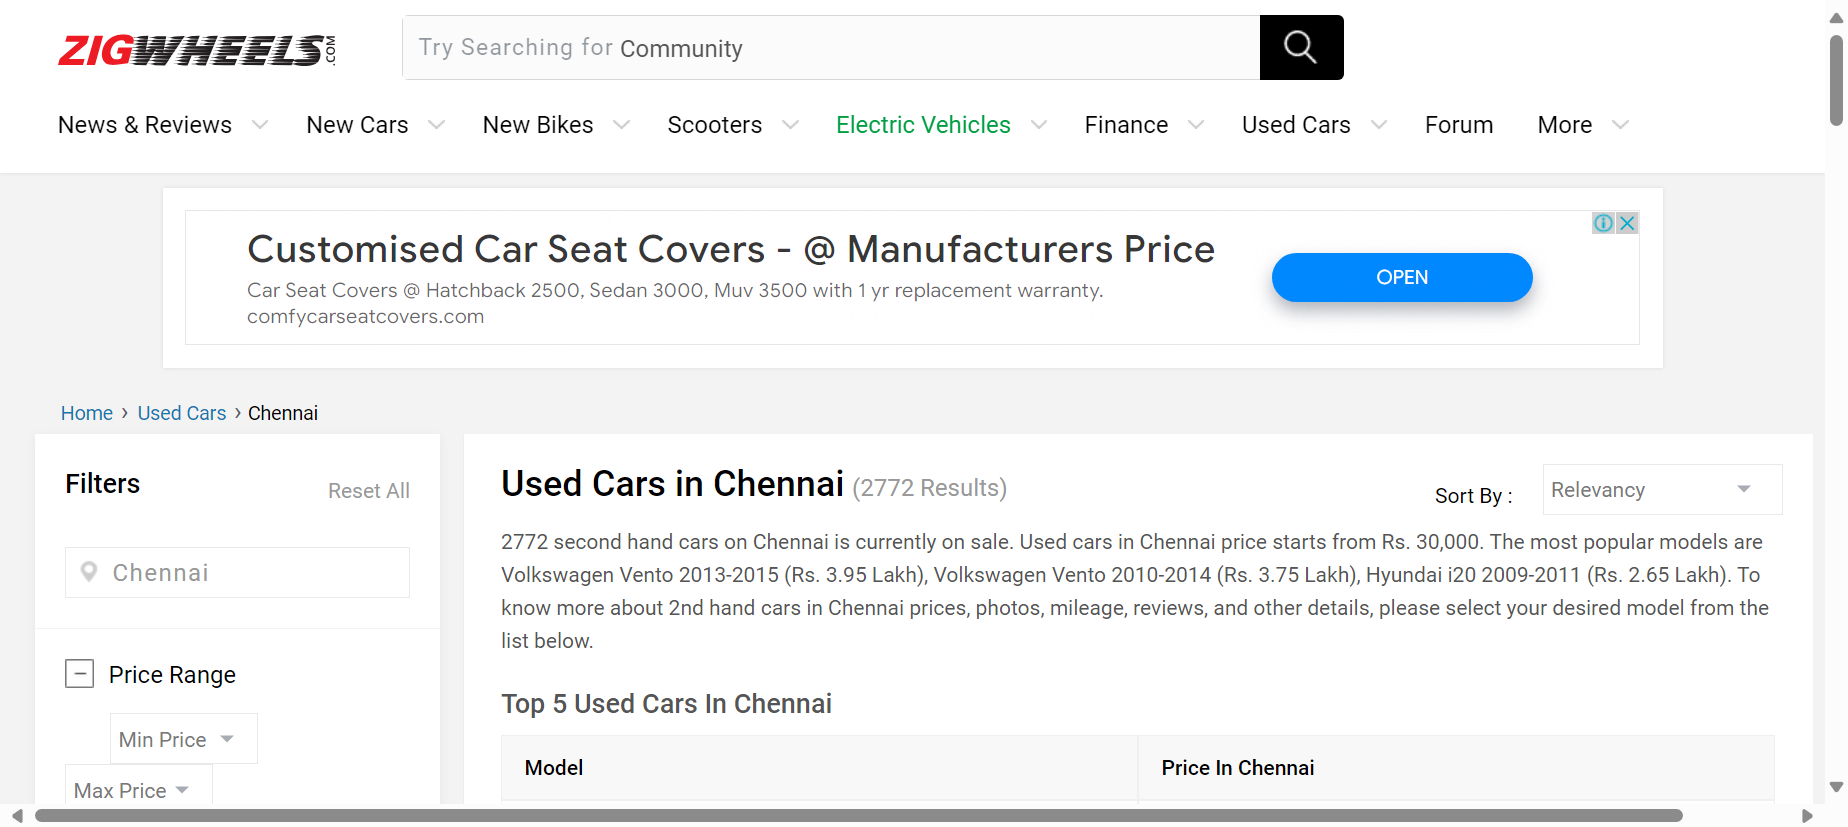 ZIGWHEELS.COM
Try Searching for Community
News & Reviews New Cars New Bikes Scooters Electric Vehicles Finance Used Cars Forum More
Customised Car Seat Covers - @ Manufacturers Price
Car Seat Covers @ Hatchback 2500, Sedan 3000, Muv 3500 with 1 yr replacement warranty.
comfycarseatcovers.com
OPEN
Home › Used Cars › Chennai
Filters
Reset All
Chennai
Price Range
Min Price
Max Price
Used Cars in Chennai (2772 Results)
Sort By :
Relevancy
2772 second hand cars on Chennai is currently on sale. Used cars in Chennai price starts from Rs. 30,000. The most popular models are
Volkswagen Vento 2013-2015 (Rs. 3.95 Lakh), Volkswagen Vento 2010-2014 (Rs. 3.75 Lakh), Hyundai i20 2009-2011 (Rs. 2.65 Lakh). To
know more about 2nd hand cars in Chennai prices, photos, mileage, reviews, and other details, please select your desired model from the
list below.
Top 5 Used Cars In Chennai
Model Price In Chennai